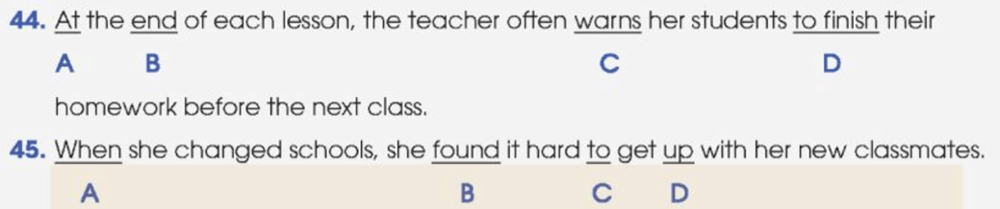 44. At the end of each lesson, the teacher often warns her students to finish their
A B C D
homework before the next class.
45. When she changed schools, she found it hard to get up with her new classmates.
A B C D